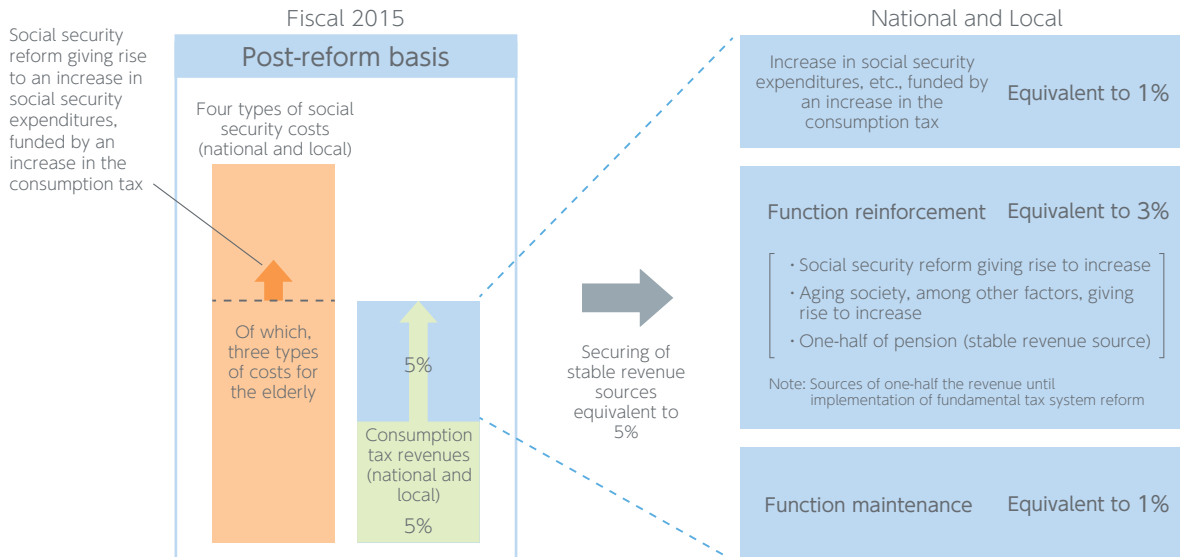 Social security
reform giving rise
to an increase in
social security
expenditures,
funded by an
increase in the
consumption tax
Fiscal 2015
Post-reform basis
Four types of social
security costs
(national and local)
Of which,
three types
of costs for
the elderly
5%
Consumption
tax revenues
(national and
local)
5%
Securing of
stable revenue
sources
equivalent to
5%
National and Local
Increase in social security
expenditures, etc., funded by
an increase in the
consumption tax
Equivalent to 1%
Function reinforcement Equivalent to 3%
・Social security reform giving rise to increase
・Aging society, among other factors, giving
rise to increase
・One-half of pension (stable revenue source)
Note: Sources of one-half the revenue until
implementation of fundamental tax system reform
Function maintenance Equivalent to 1%